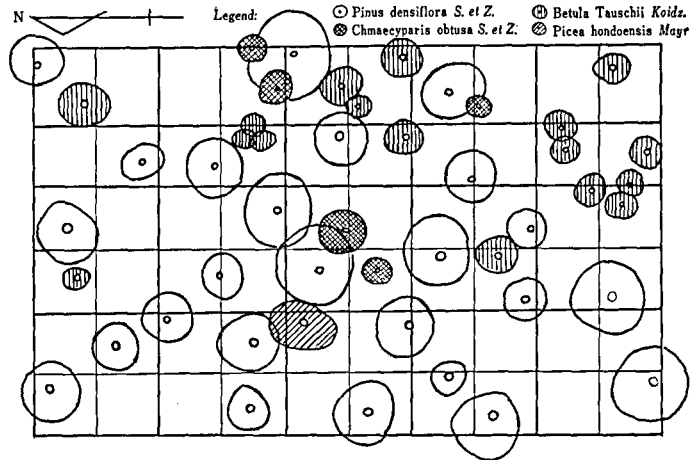 N Legend: Pinus densiflora S. et Z. Betula Tauschii Koidz.
Chmaecyparis obtusa S. et Z. Picea hondoensis Mayr